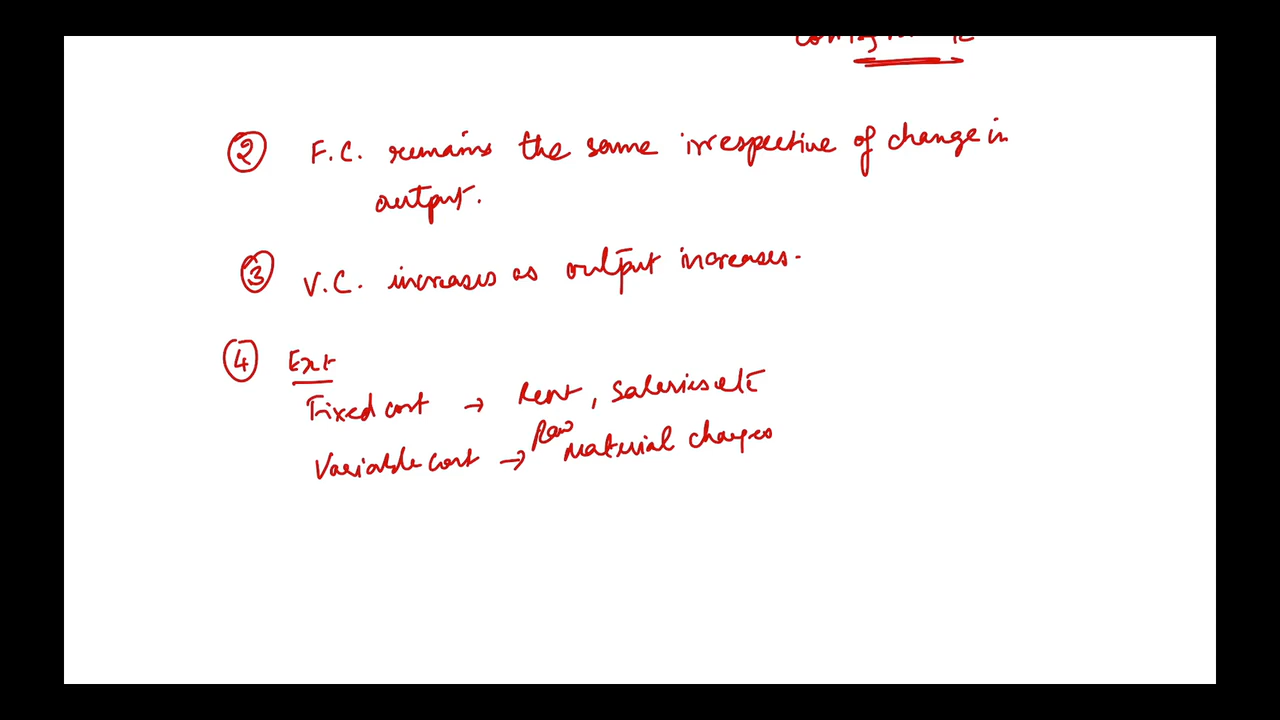 ② F.C. remains the same irrespective of change in
output.
③ V.C. increases as output increases.
④ Ext
Fixed cost → Rent, Salaries etc
Variable cost → Raw Material charges